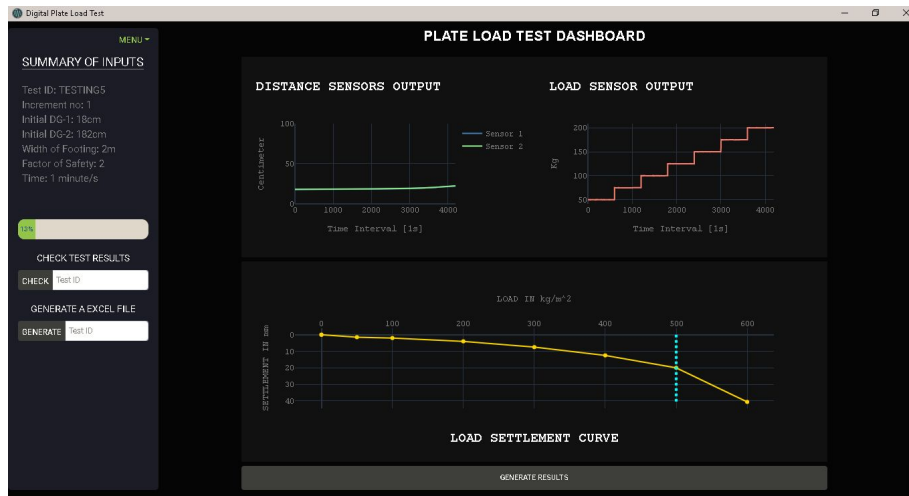 Digital Plate Load Test
MENU
SUMMARY OF INPUTS
Test ID: TESTING5
Increment no: 1
Initial DG-1: 18cm
Initial DG-2: 182cm
Width of Footing: 2m
Factor of Safety: 2
Time: 1 minute/s
13%
CHECK TEST RESULTS
CHECK Test ID
GENERATE A EXCEL FILE
GENERATE Test ID
PLATE LOAD TEST DASHBOARD
DISTANCE SENSORS OUTPUT
100
50
0
Centimeter
0 1000 2000 3000 4000
Time Interval [1s]
Sensor 1
Sensor 2
LOAD SENSOR OUTPUT
200
150
100
50
Kg
0 1000 2000 3000 4000
Time Interval [1s]
LOAD IN kg/m^2
0 100 200 300 400 500 600
0
10
20
30
40
SETTLEMENT IN mm
LOAD SETTLEMENT CURVE
GENERATE RESULTS